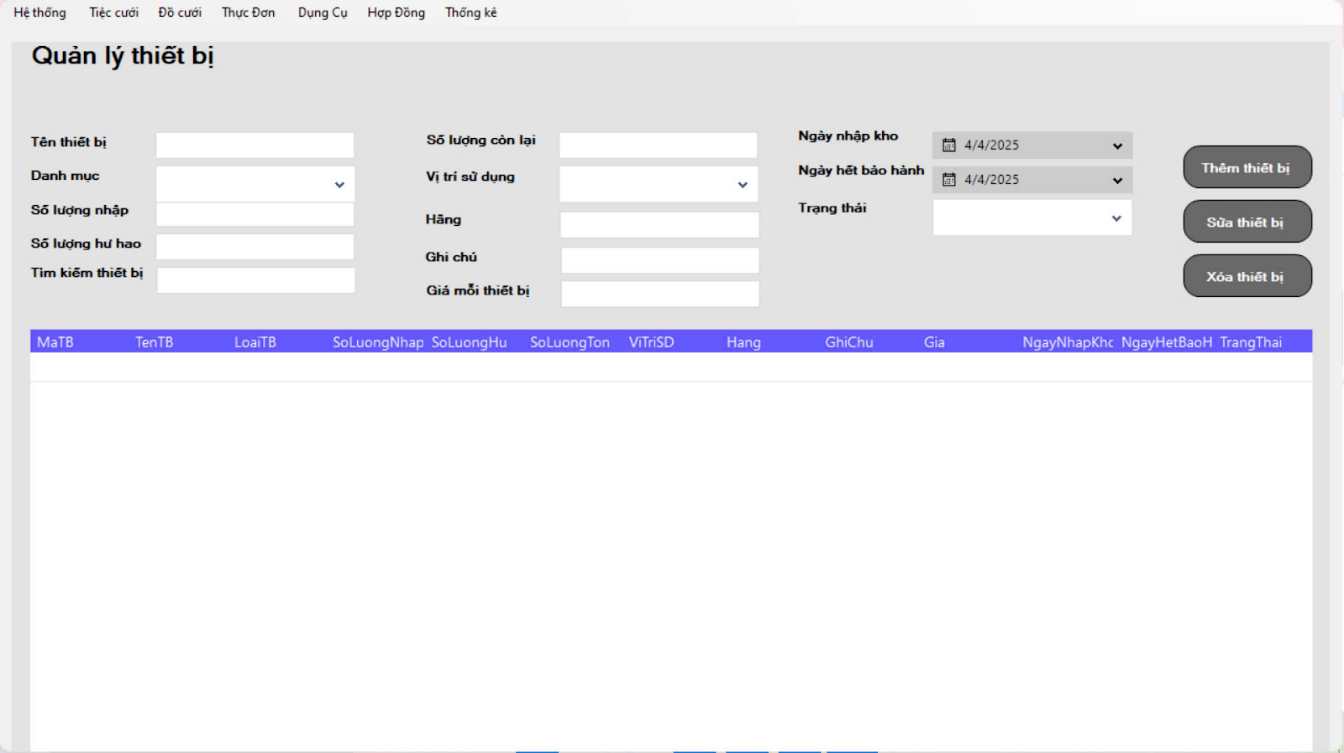 Hệ thống Tiệc cưới Đồ cưới Thực Đơn Dụng Cụ Hợp Đồng Thống kê
Quản lý thiết bị
Tên thiết bị
Danh mục
Số lượng nhập
Số lượng hư hao
Tìm kiếm thiết bị
Số lượng còn lại
Vị trí sử dụng
Hãng
Ghi chú
Giá mỗi thiết bị
Ngày nhập kho 4/4/2025
Ngày hết bảo hành 4/4/2025
Trạng thái
Thêm thiết bị
Sửa thiết bị
Xóa thiết bị
MaTB TenTB LoaiTB SoLuongNhap SoLuongHu SoLuongTon ViTriSD Hang GhiChu Gia NgayNhapKho NgayHetBaoH TrangThai